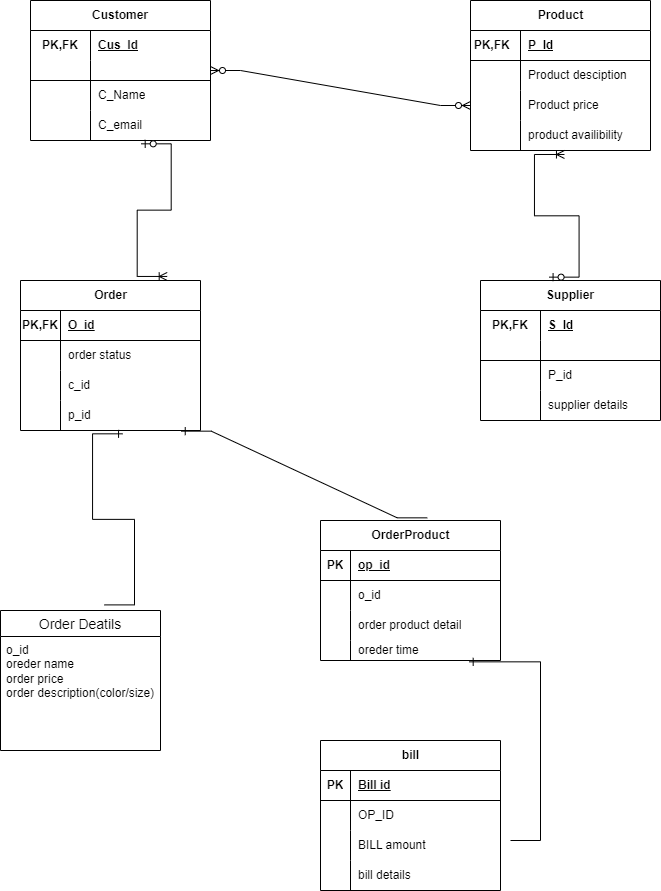 Customer
PK,FK Cus_Id
C_Name
C_email
Product
PK,FK P_Id
Product desciption
Product price
product availibility
Order
PK,FK O_id
order status
c_id
p_id
Supplier
PK,FK S_Id
P_id
supplier details
OrderProduct
PK op_id
o_id
order product detail
oreder time
Order Deatils
o_id
oreder name
order price
order description(color/size)
bill
PK Bill id
OP_ID
BILL amount
bill details